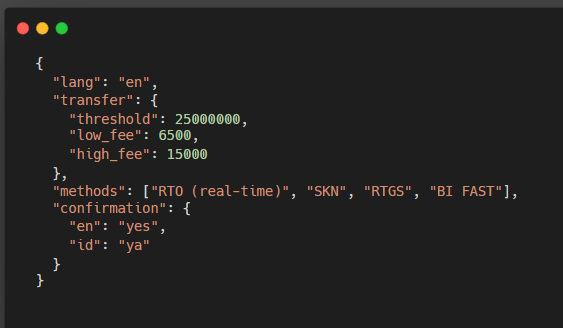 {
  "lang": "en",
  "transfer": {
    "threshold": 25000000,
    "low_fee": 6500,
    "high_fee": 15000
  },
  "methods": ["RTO (real-time)", "SKN", "RTGS", "BI FAST"],
  "confirmation": {
    "en": "yes",
    "id": "ya"
  }
}